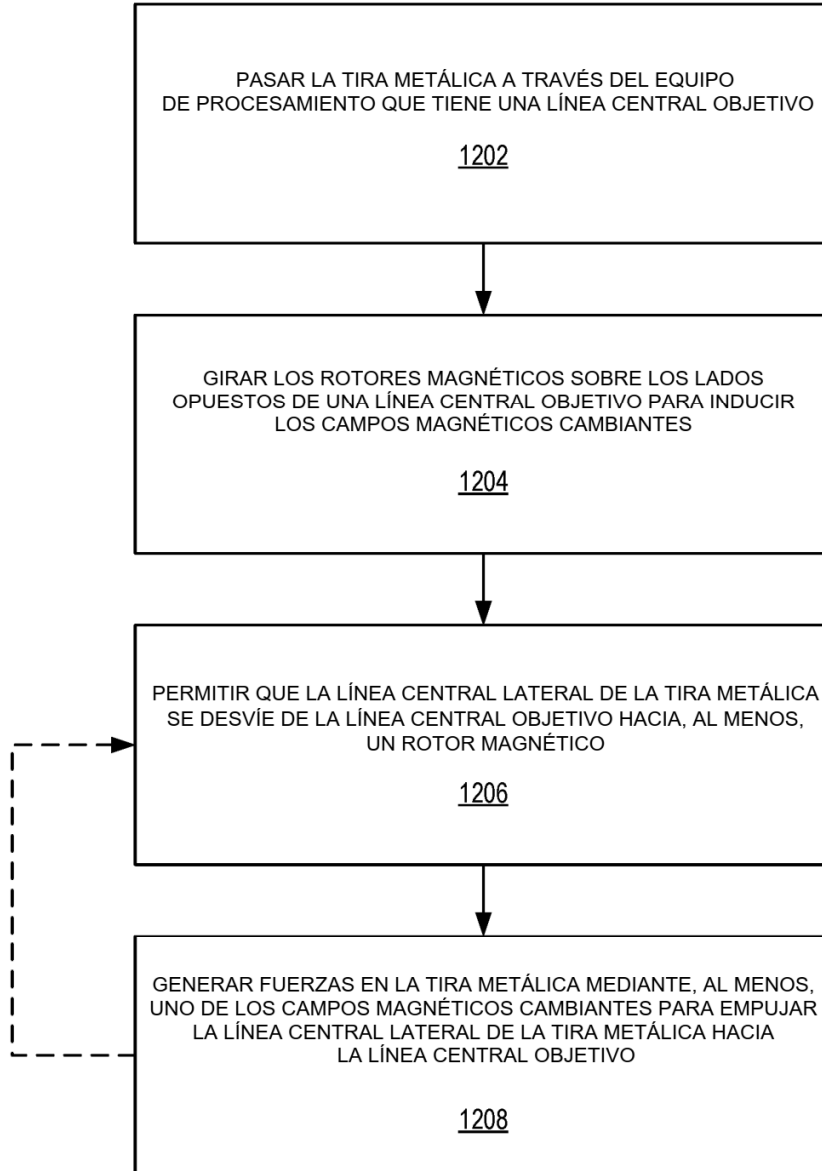 PASAR LA TIRA METÁLICA A TRAVÉS DEL EQUIPO
DE PROCESAMIENTO QUE TIENE UNA LÍNEA CENTRAL OBJETIVO
1202
GIRAR LOS ROTORES MAGNÉTICOS SOBRE LOS LADOS
OPUESTOS DE UNA LÍNEA CENTRAL OBJETIVO PARA INDUCIR
LOS CAMPOS MAGNÉTICOS CAMBIANTES
1204
PERMITIR QUE LA LÍNEA CENTRAL LATERAL DE LA TIRA METÁLICA
SE DESVÍE DE LA LÍNEA CENTRAL OBJETIVO HACIA, AL MENOS,
UN ROTOR MAGNÉTICO
1206
GENERAR FUERZAS EN LA TIRA METÁLICA MEDIANTE, AL MENOS,
UNO DE LOS CAMPOS MAGNÉTICOS CAMBIANTES PARA EMPUJAR
LA LÍNEA CENTRAL LATERAL DE LA TIRA METÁLICA HACIA
LA LÍNEA CENTRAL OBJETIVO
1208